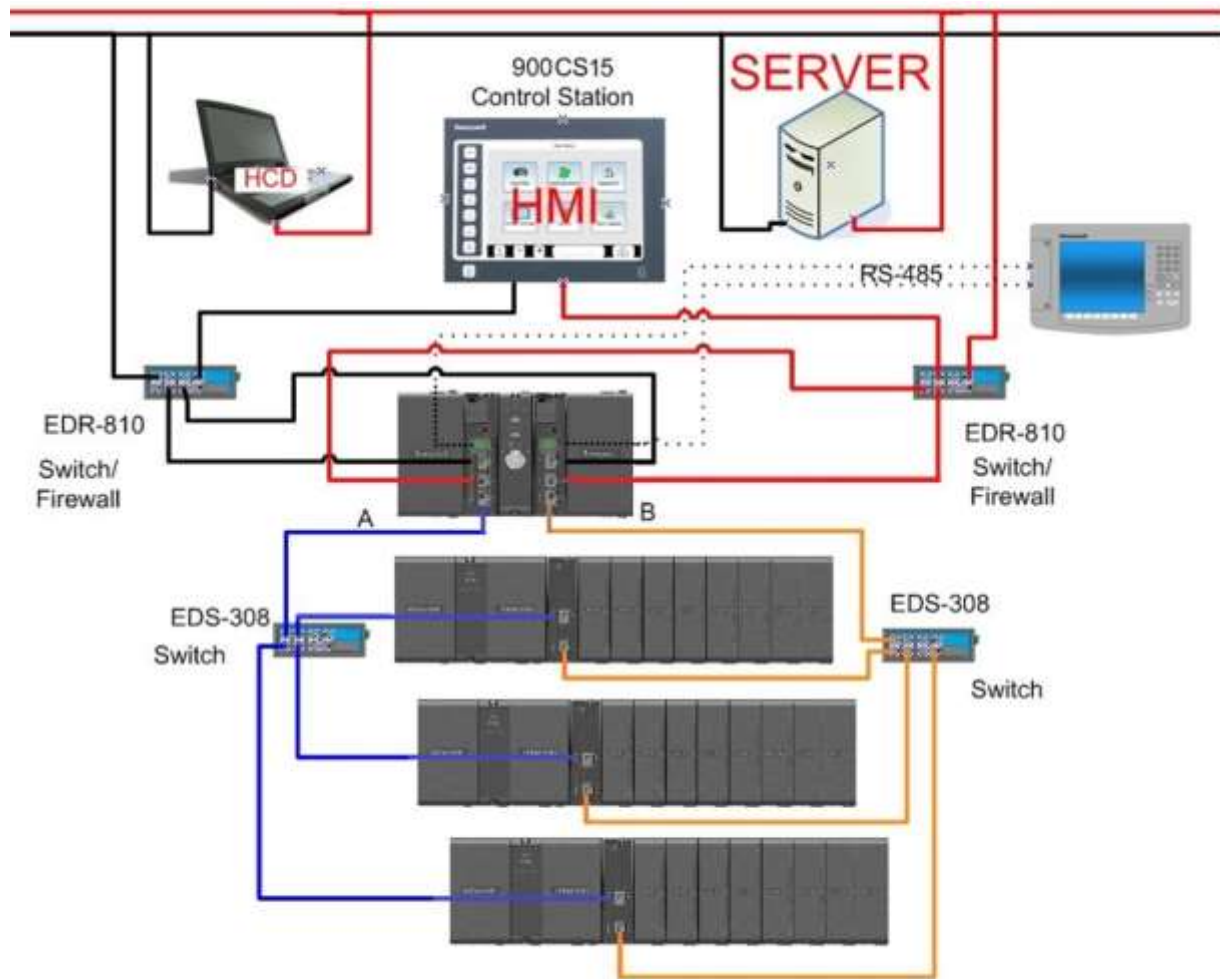 900CS15
Control Station
SERVER
HCD
HMI
RS-485
EDR-810
Switch/
Firewall
EDR-810
Switch/
Firewall
A
B
EDS-308
Switch
EDS-308
Switch